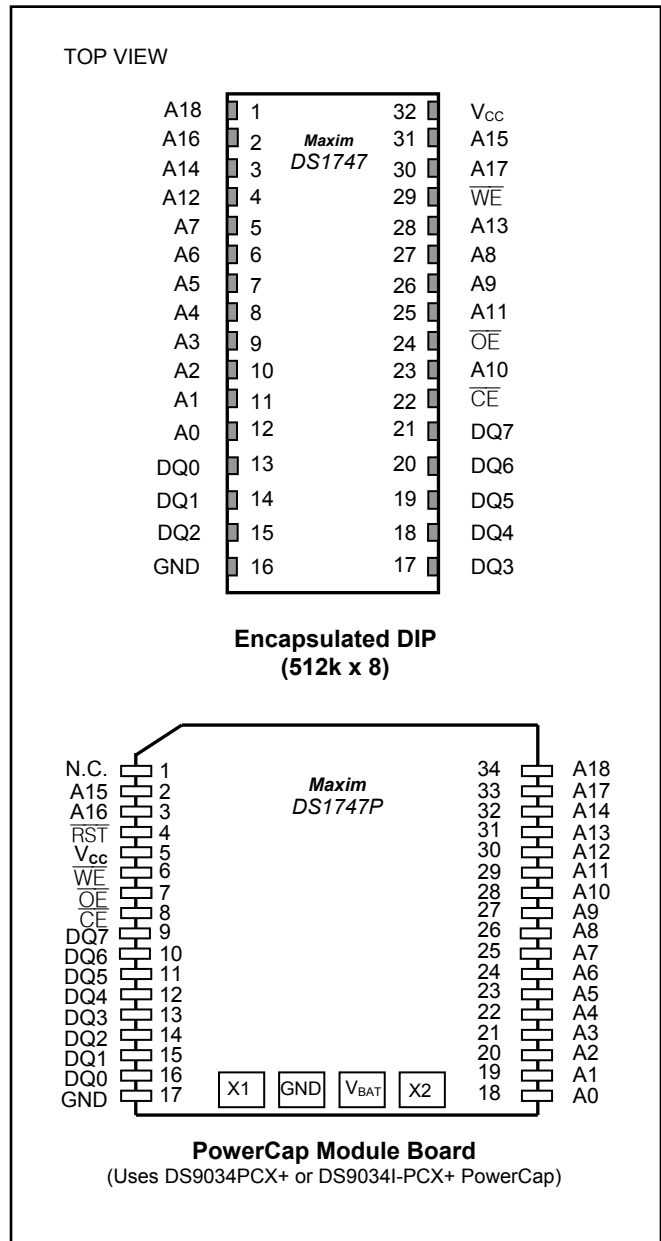 TOP VIEW
A18 1 32 VCC
A16 2 Maxim 31 A15
A14 3 DS1747 30 A17
A12 4 29 W̅E̅
A7 5 28 A13
A6 6 27 A8
A5 7 26 A9
A4 8 25 A11
A3 9 24 O̅E̅
A2 10 23 A10
A1 11 22 C̅E̅
A0 12 21 DQ7
DQ0 13 20 DQ6
DQ1 14 19 DQ5
DQ2 15 18 DQ4
GND 16 17 DQ3
Encapsulated DIP
(512k x 8)
N.C. 1 Maxim 34 A18
A15 2 DS1747P 33 A17
A16 3 32 A14
R̅S̅T̅ 4 31 A13
VCC 5 30 A12
W̅E̅ 6 29 A11
O̅E̅ 7 28 A10
C̅E̅ 8 27 A9
DQ7 9 26 A8
DQ6 10 25 A7
DQ5 11 24 A6
DQ4 12 23 A5
DQ3 13 22 A4
DQ2 14 21 A3
DQ1 15 20 A2
DQ0 16 19 A1
GND 17 X1 GND VBAT X2 18 A0
PowerCap Module Board
(Uses DS9034PCX+ or DS9034I-PCX+ PowerCap)